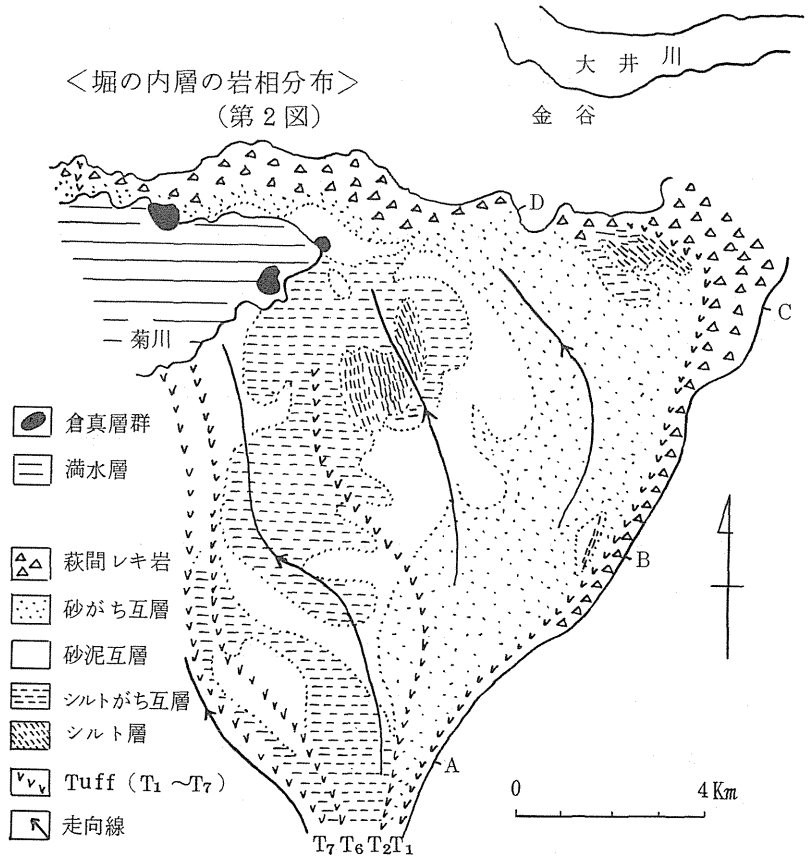 <堀の内層の岩相分布>
(第2図)
大井川
金谷
D
C
菊川
倉真層群
満水層
萩間レキ岩
B
砂がち互層
砂泥互層
シルトがち互層
シルト層
A
Tuff (T1 ~T7)
0 4Km
走向線
T7 T6 T2 T1